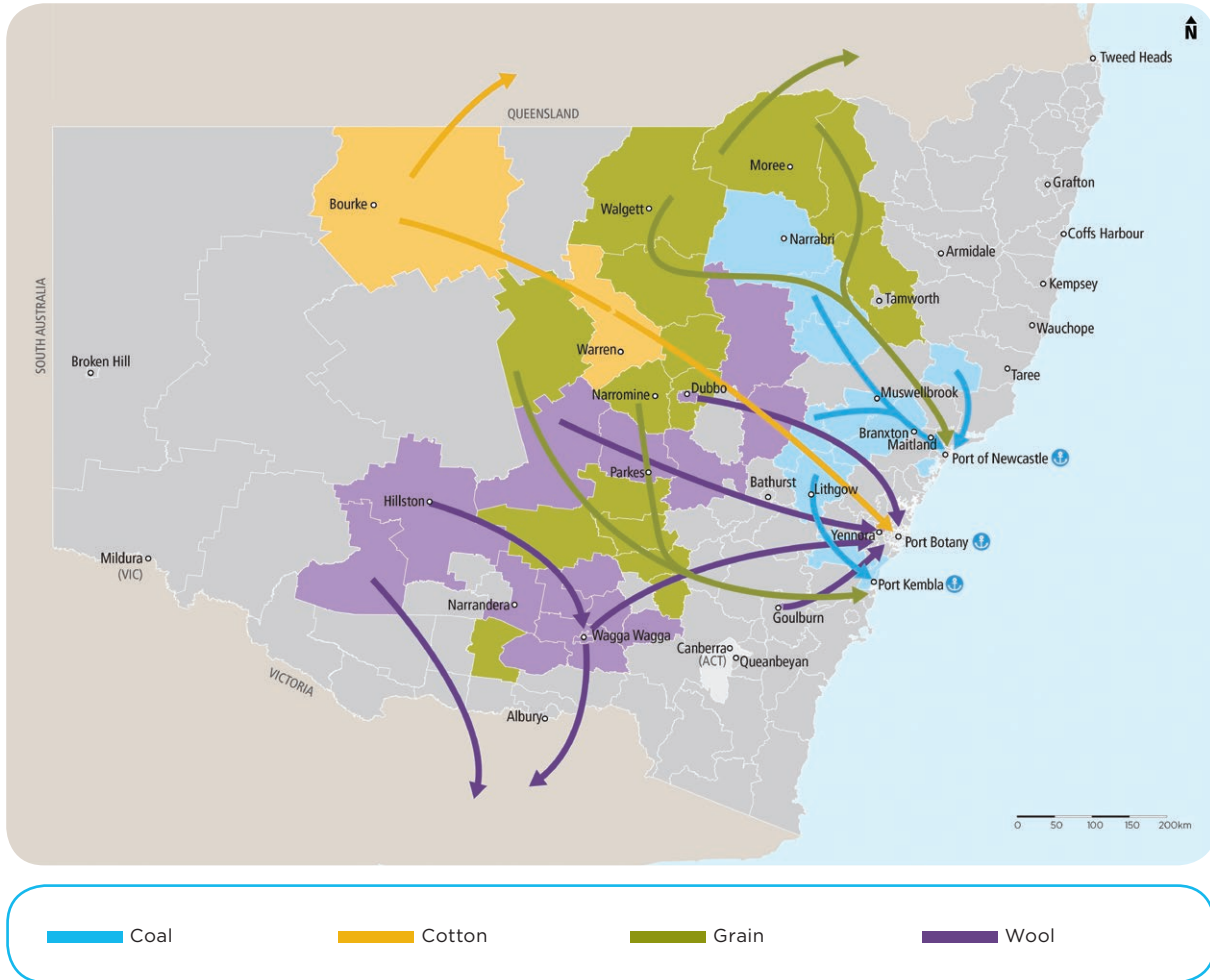 N
Tweed Heads
QUEENSLAND
Moree
Grafton
Bourke
Walgett
Coffs Harbour
Narrabri
Armidale
Kempsey
SOUTH AUSTRALIA
Tamworth
Wauchope
Warren
Broken Hill
Taree
Dubbo
Muswellbrook
Narromine
Branxton
Maitland
Port of Newcastle
Parkes
Bathurst
Lithgow
Hillston
Yennora
Port Botany
Mildura
(VIC)
Port Kembla
Narrandera
Goulburn
Wagga Wagga
Canberra
(ACT)
Queanbeyan
VICTORIA
Albury
0 50 100 150 200km
Coal Cotton Grain Wool